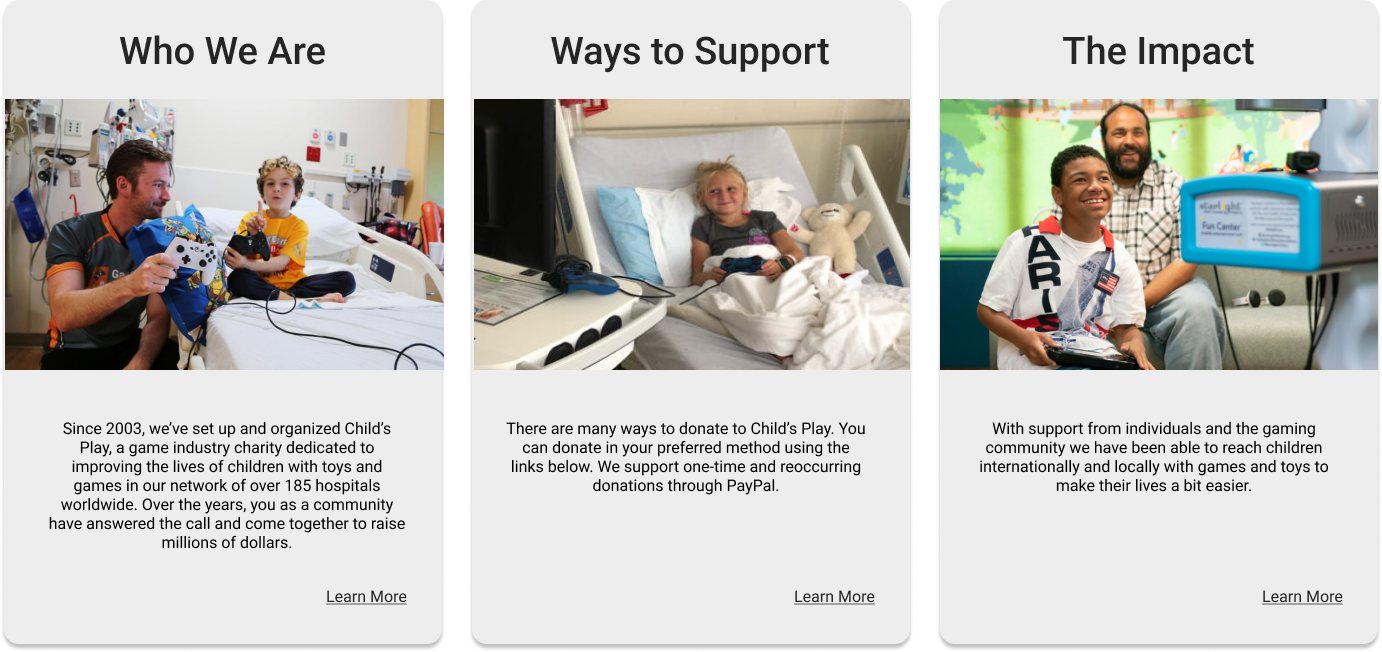 Who We Are
Since 2003, we've set up and organized Child's
Play, a game industry charity dedicated to
improving the lives of children with toys and
games in our network of over 185 hospitals
worldwide. Over the years, you as a community
have answered the call and come together to raise
millions of dollars.
Learn More
Ways to Support
There are many ways to donate to Child's Play. You
can donate in your preferred method using the
links below. We support one-time and reoccurring
donations through PayPal.
Learn More
The Impact
starlight
Fun Center
ARIS
With support from individuals and the gaming
community we have been able to reach children
internationally and locally with games and toys to
make their lives a bit easier.
Learn More